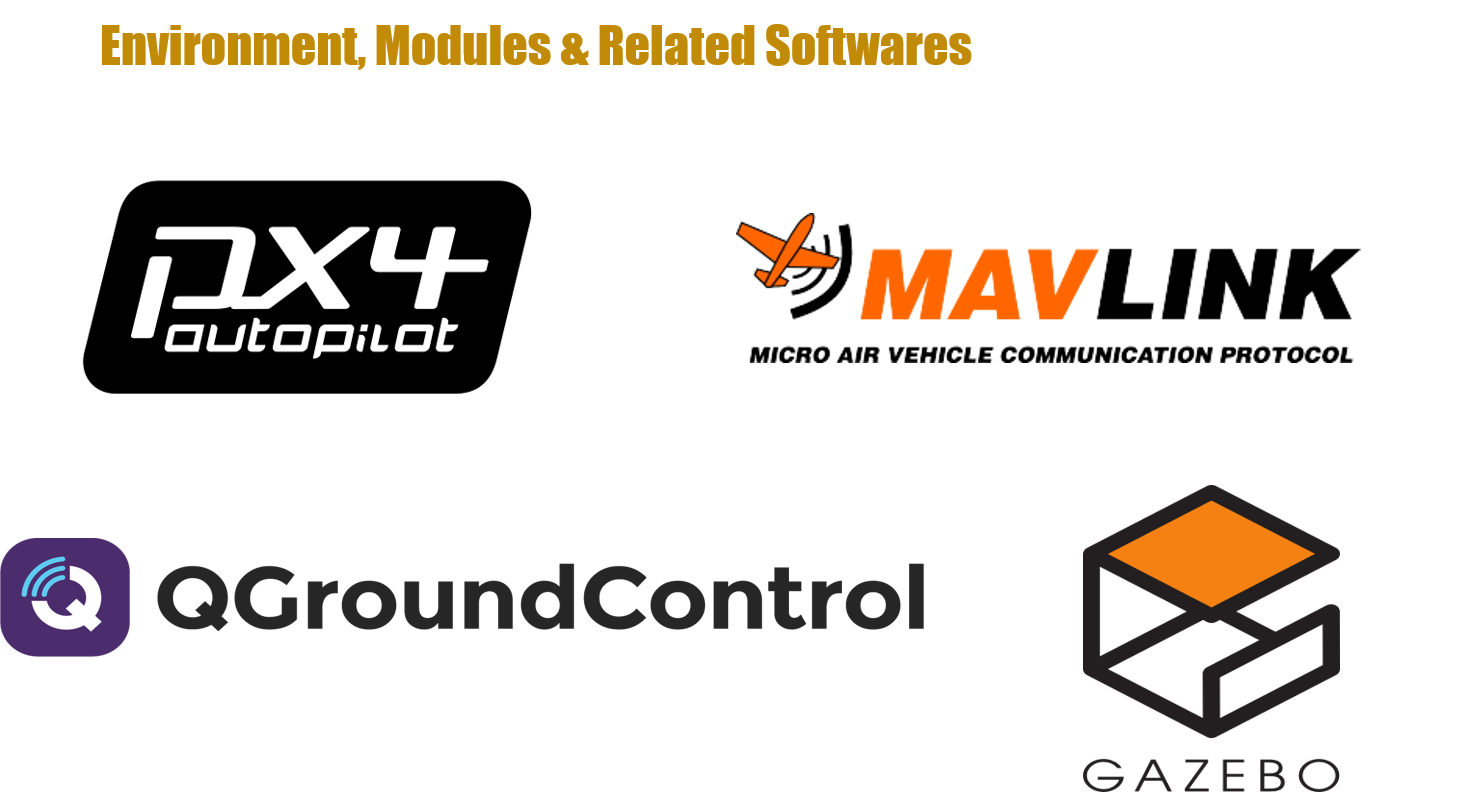 Environment, Modules & Related Softwares
px4
autopilot
MAVLINK
MICRO AIR VEHICLE COMMUNICATION PROTOCOL
QGroundControl
GAZEBO